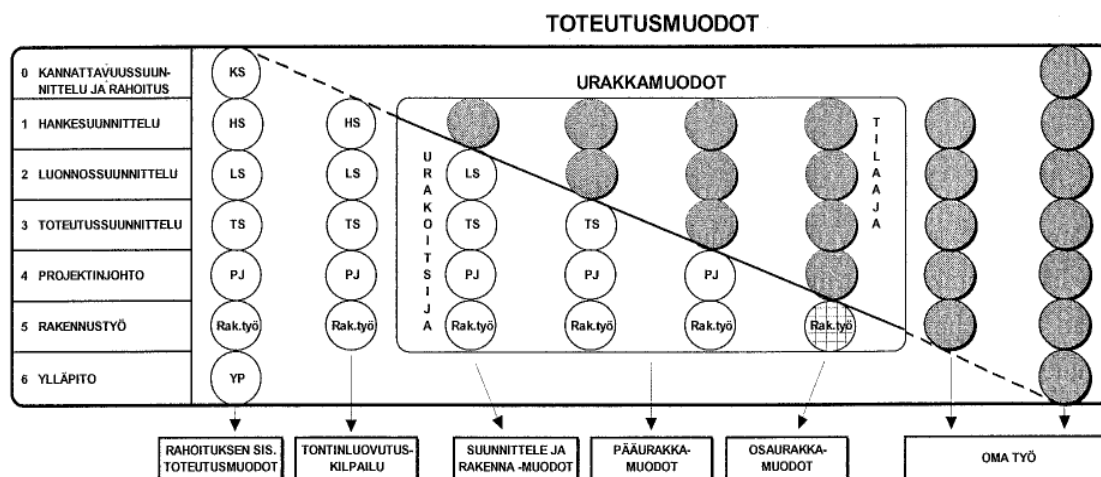 TOTEUTUSMUODOT
0 KANNATTAVUUSSUUN-
NITTELU JA RAHOITUS
KS
URAKKAMUODOT
1 HANKESUUNNITTELU
HS
HS
2 LUONNOSSUUNNITTELU
LS
LS
LS
3 TOTEUTUSSUUNNITTELU
TS
TS
TS
TS
4 PROJEKTINJOHTO
PJ
PJ
PJ
PJ
PJ
5 RAKENNUSTYÖ
Rak.työ
Rak.työ
Rak.työ
Rak.työ
Rak.työ
Rak.työ
6 YLLÄPITO
YP
URAKOITSIJA
TILAAJA
RAHOITUKSEN SIS.
TOTEUTUSMUODOT
TONTINLUOVUTUS-
KILPAILU
SUUNNITTELE JA
RAKENNA -MUODOT
PÄÄURAKKA-
MUODOT
OSAURAKKA-
MUODOT
OMA TYÖ